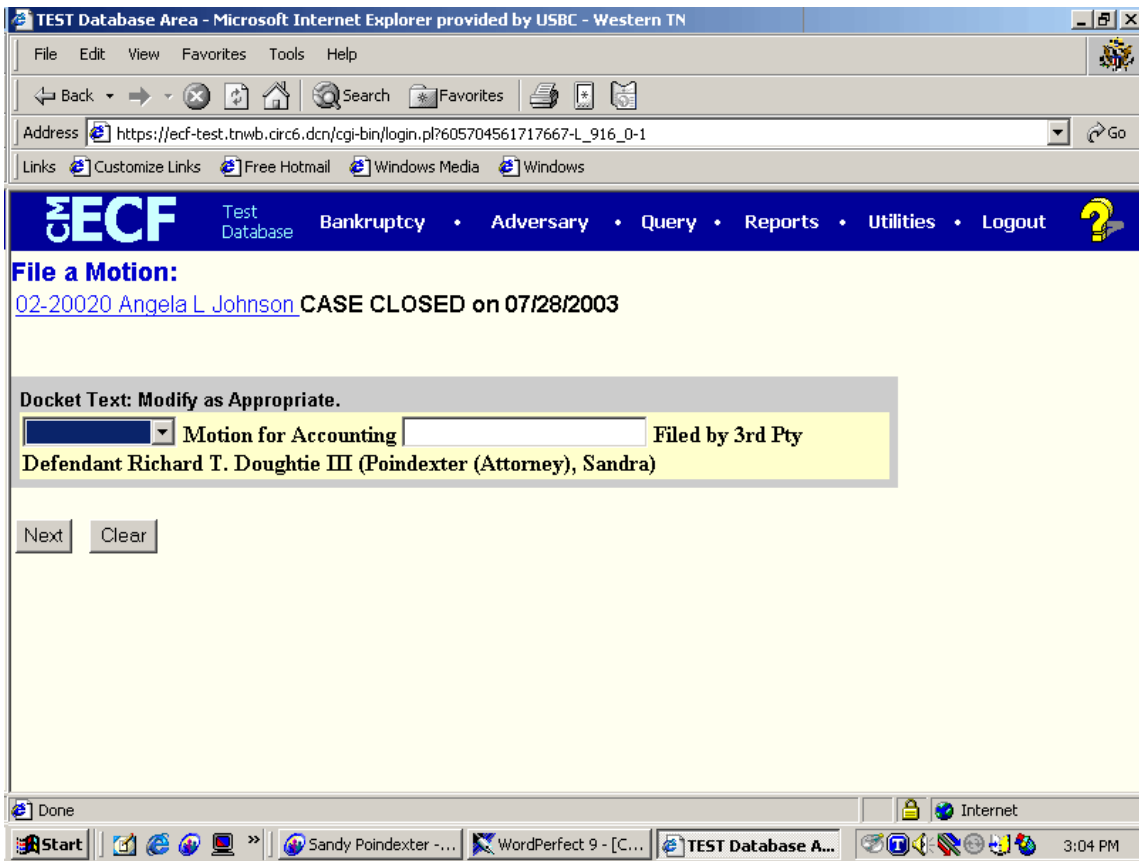 TEST Database Area - Microsoft Internet Explorer provided by USBC - Western TN
File Edit View Favorites Tools Help
Back Search Favorites
Address https://ecf-test.tnwb.circ6.dcn/cgi-bin/login.pl?605704561717667-L_916_0-1 Go
Links Customize Links Free Hotmail Windows Media Windows
CM ECF Test Database Bankruptcy • Adversary • Query • Reports • Utilities • Logout ?
File a Motion:
02-20020 Angela L Johnson CASE CLOSED on 07/28/2003
Docket Text: Modify as Appropriate.
Motion for Accounting Filed by 3rd Pty
Defendant Richard T. Doughtie III (Poindexter (Attorney), Sandra)
Next Clear
Done Internet
Start » Sandy Poindexter -... WordPerfect 9 - [C... TEST Database A... 3:04 PM